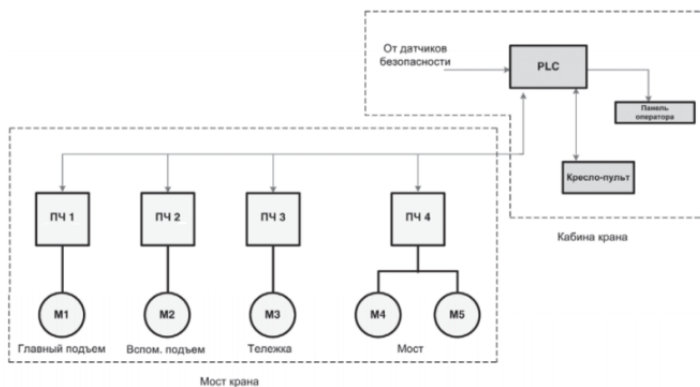 От датчиков
безопасности
PLC
Панель
оператора
Кресло-пульт
Кабина крана
ПЧ 1
ПЧ 2
ПЧ 3
ПЧ 4
M1
M2
M3
M4
M5
Главный подъем
Вспом. подъем
Тележка
Мост
Мост крана